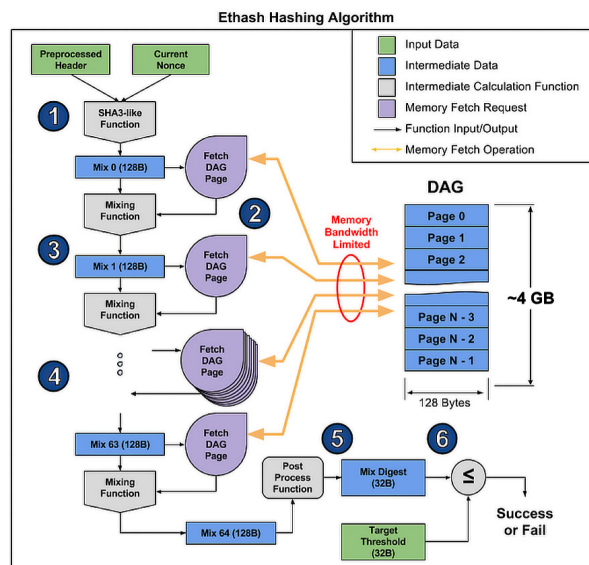 Ethash Hashing Algorithm
Preprocessed
Header
Current
Nonce
Input Data
Intermediate Data
Intermediate Calculation Function
Memory Fetch Request
Function Input/Output
Memory Fetch Operation
1
SHA3-like
Function
Mix 0 (128B)
Fetch
DAG
Page
Mixing
Function
2
3
Mix 1 (128B)
Fetch
DAG
Page
Mixing
Function
Memory
Bandwidth
Limited
DAG
Page 0
Page 1
Page 2
Page N - 3
Page N - 2
Page N - 1
~4 GB
128 Bytes
4
Fetch
DAG
Page
Mix 63 (128B)
Fetch
DAG
Page
Mixing
Function
Mix 64 (128B)
Post
Process
Function
5
Mix Digest
(32B)
6
≤
Target
Threshold
(32B)
Success
or Fail